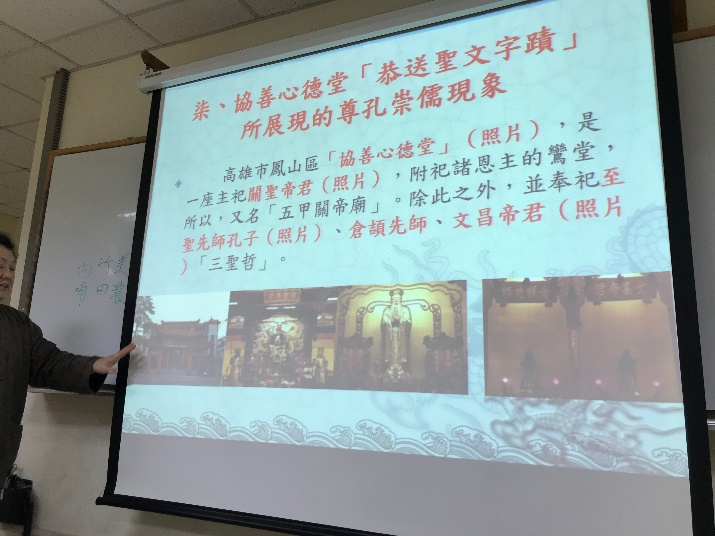 柒、協善心德堂「恭送聖文字蹟」
所展現的尊孔崇儒現象
高雄市鳳山區「協善心德堂」（照片），是
一座主祀關聖帝君（照片），附祀諸恩主的鸞堂，
所以，又名「五甲關帝廟」。除此之外，並奉祀至
聖先師孔子（照片）、倉頡先師、文昌帝君（照片
）「三聖哲」。